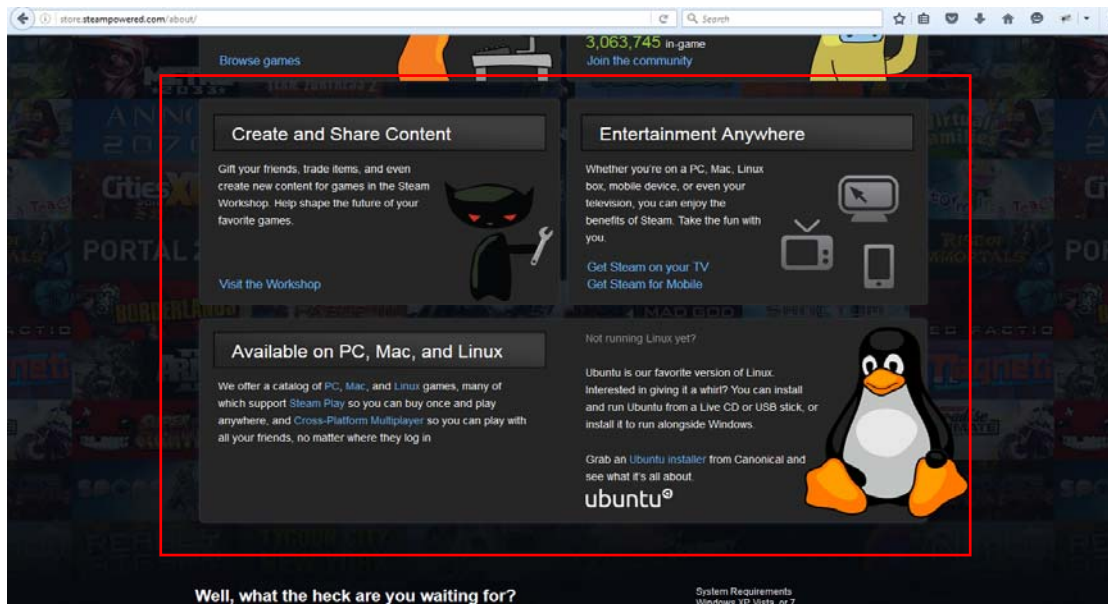 store.steampowered.com/about/
Search
Browse games
3,063,745 in-game
Join the community
Create and Share Content
Gift your friends, trade items, and even
create new content for games in the Steam
Workshop. Help shape the future of your
favorite games.
Visit the Workshop
Entertainment Anywhere
Whether you're on a PC, Mac, Linux
box, mobile device, or even your
television, you can enjoy the
benefits of Steam. Take the fun with
you.
Get Steam on your TV
Get Steam for Mobile
Available on PC, Mac, and Linux
We offer a catalog of PC, Mac, and Linux games, many of
which support Steam Play so you can buy once and play
anywhere, and Cross-Platform Multiplayer so you can play with
all your friends, no matter where they log in
Not running Linux yet?
Ubuntu is our favorite version of Linux.
Interested in giving it a whirl? You can install
and run Ubuntu from a Live CD or USB stick, or
install it to run alongside Windows.
Grab an Ubuntu installer from Canonical and
see what it's all about.
ubuntu
Well, what the heck are you waiting for?
System Requirements
Windows XP, Vista, or 7
PORTAL 2
MAD GOD